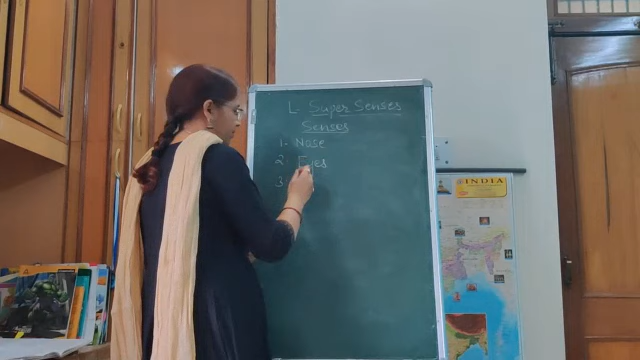 L- Super Senses
Senses
1- Nose
2 Eyes
3
INDIA